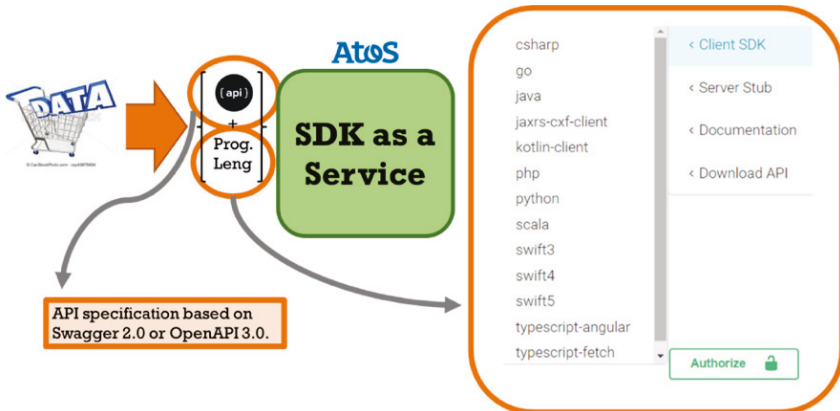 DATA
© CanStockPhoto.com
{api}
+
Prog.
Leng
Atos
SDK as a
Service
API specification based on
Swagger 2.0 or OpenAPI 3.0.
csharp
go
java
jaxrs-cxf-client
kotlin-client
php
python
scala
swift3
swift4
swift5
typescript-angular
typescript-fetch
< Client SDK
< Server Stub
< Documentation
< Download API
Authorize